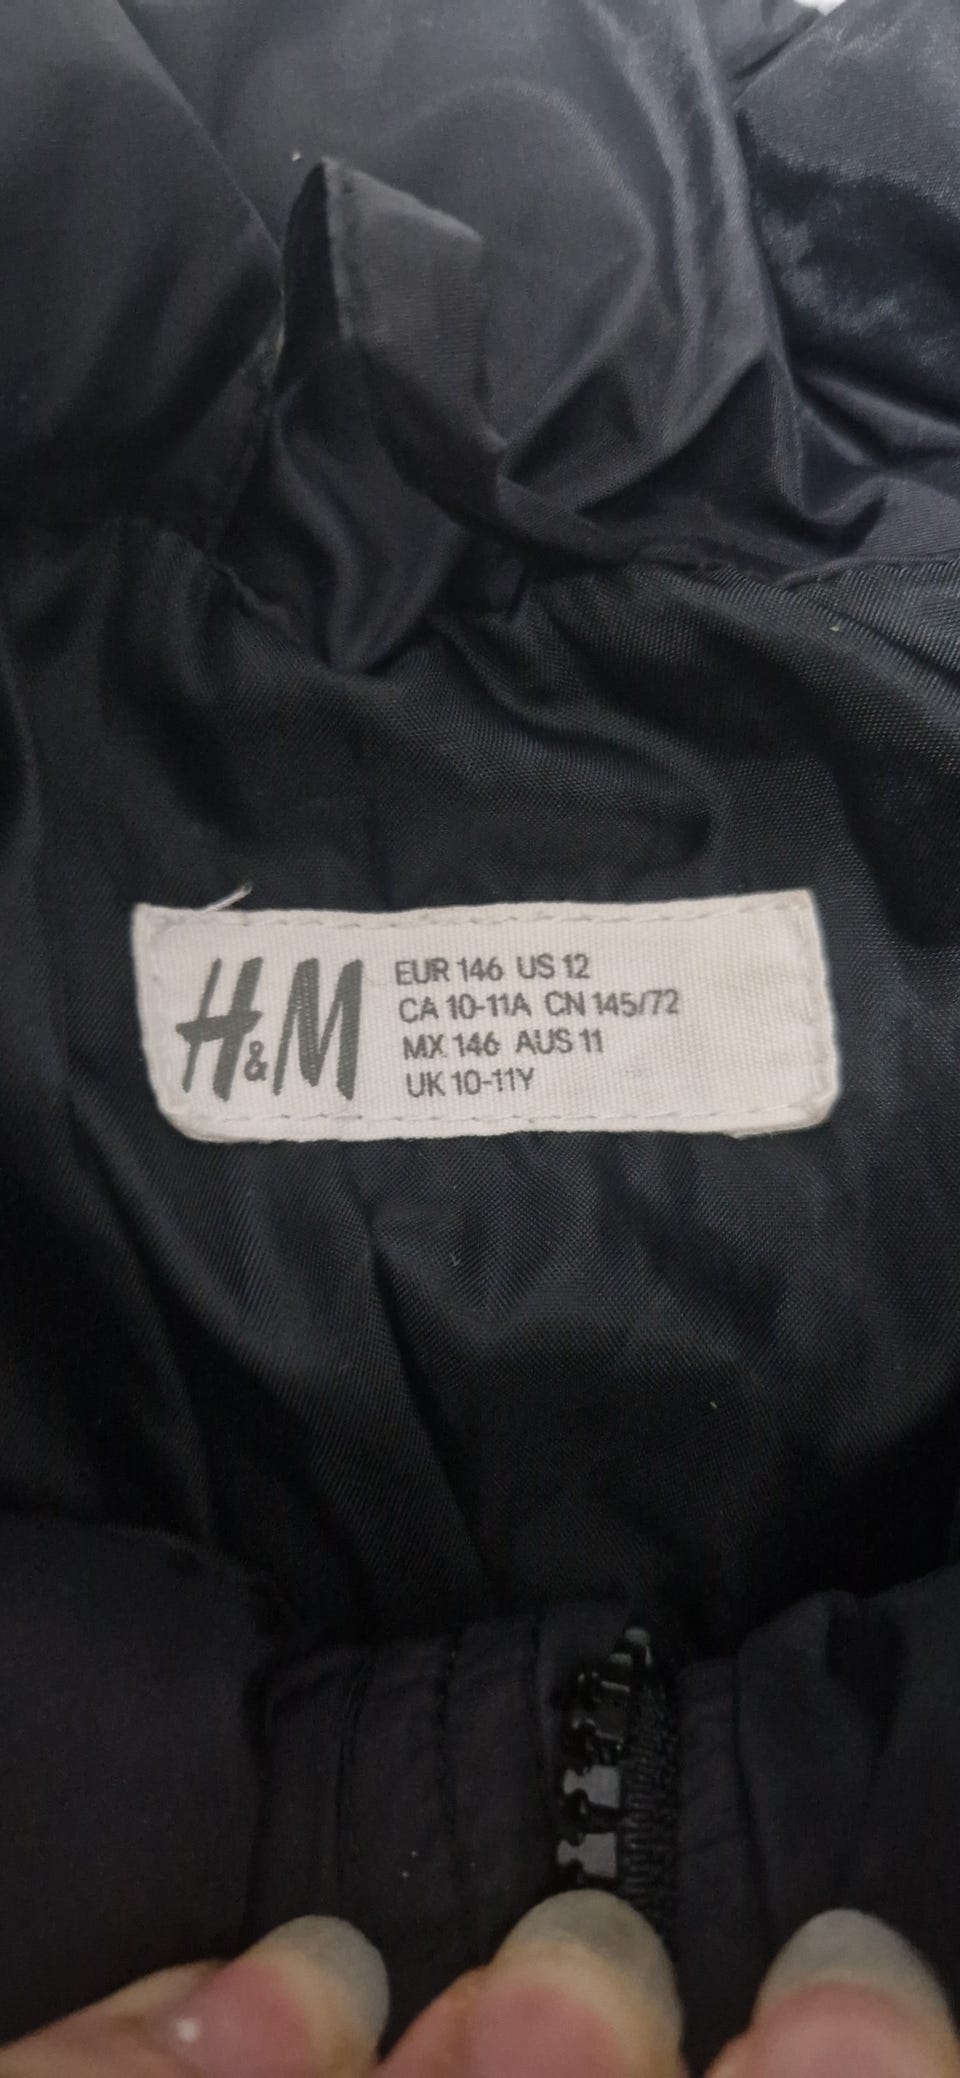 H&M
EUR 146 US 12
CA 10-11A CN 145/72
MX 146 AUS 11
UK 10-11Y